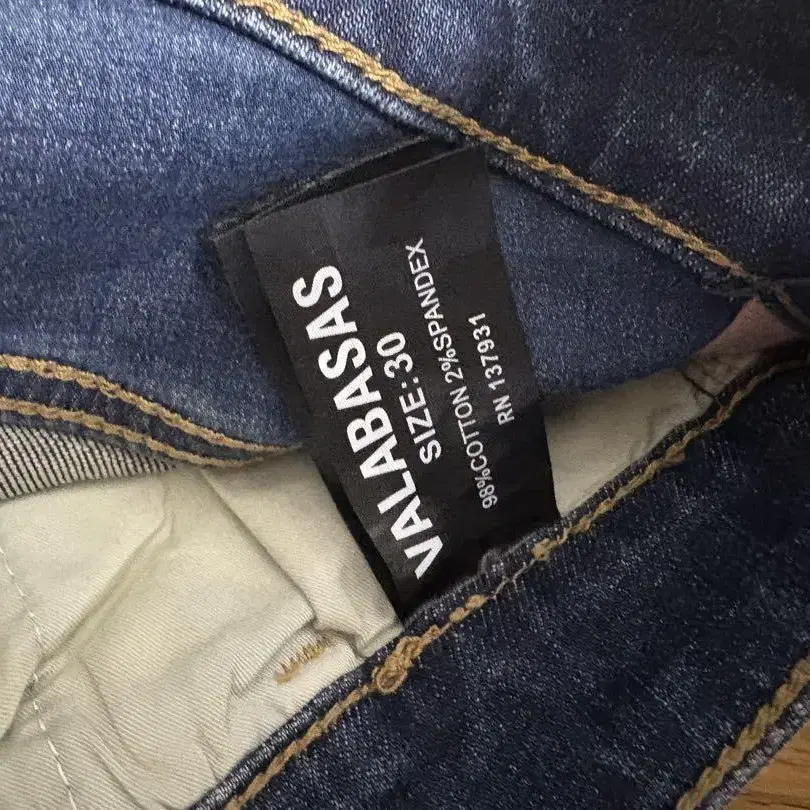 VALABASAS
SIZE:30
98%COTTON 2%SPANDEX
RN 137931